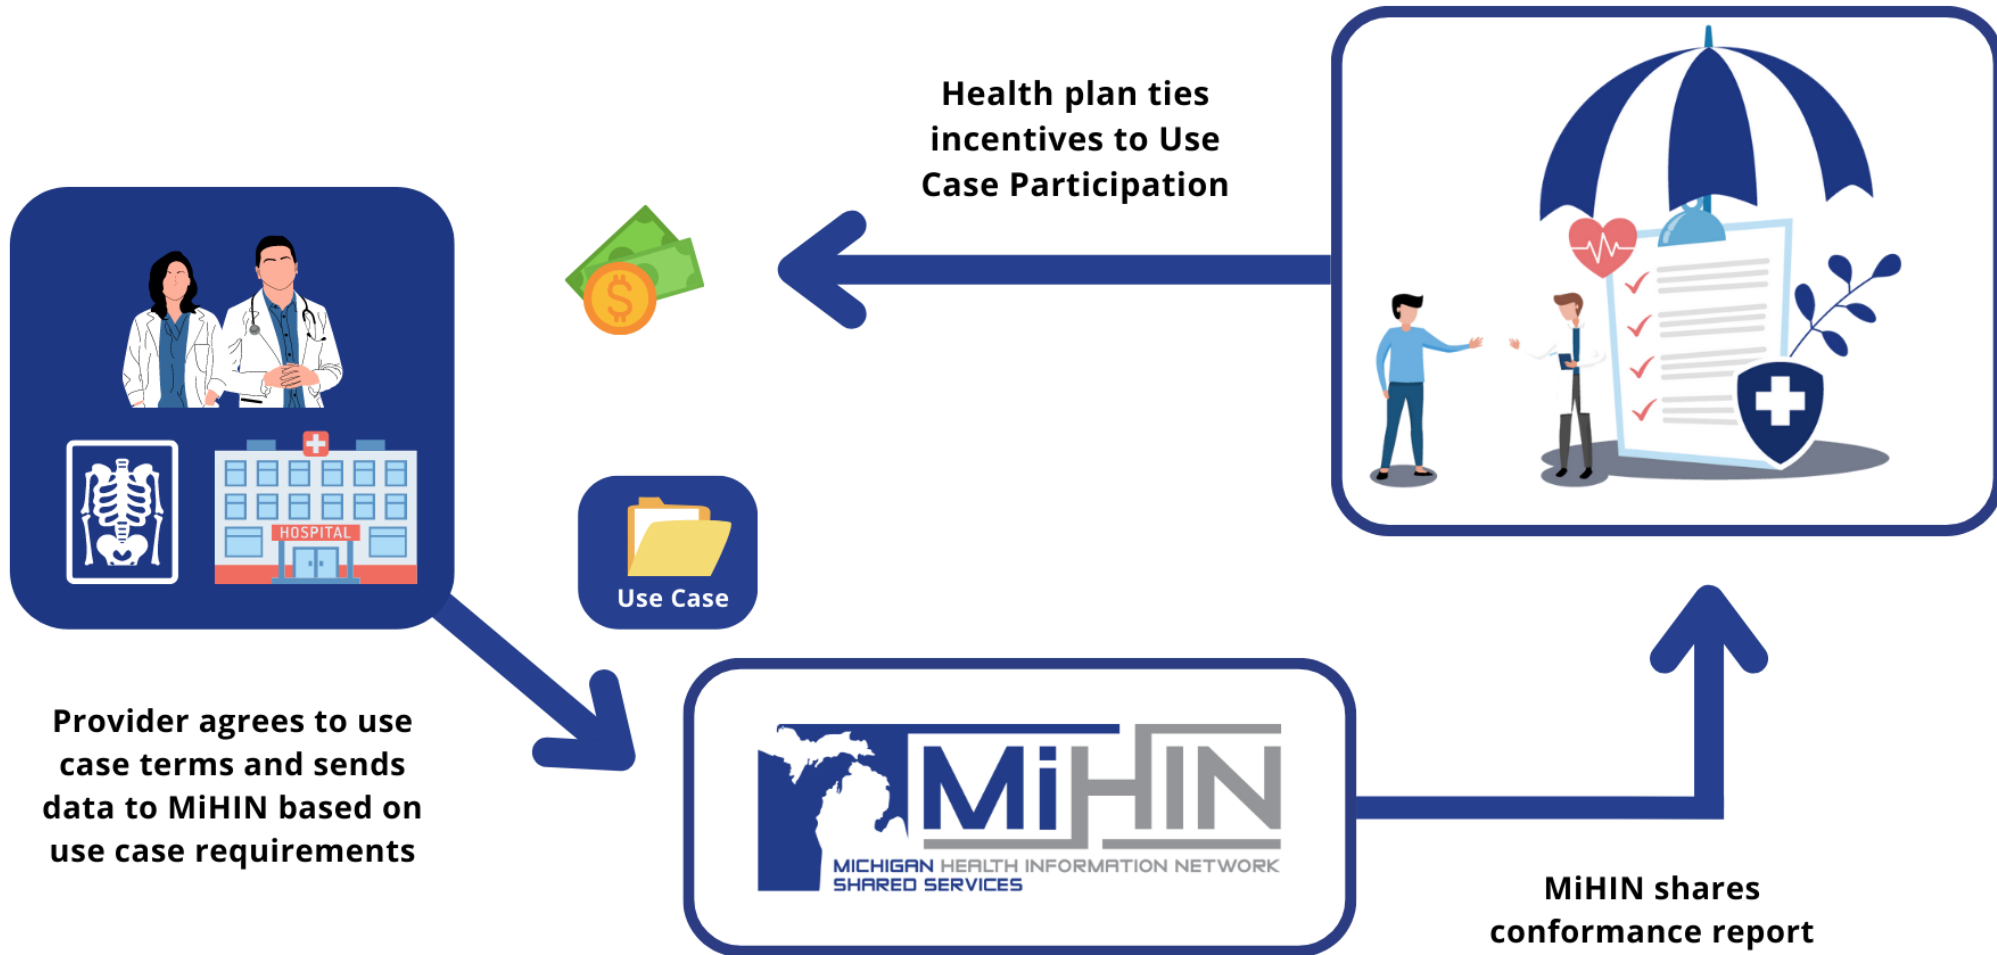 Health plan ties
incentives to Use
Case Participation
$
HOSPITAL
Use Case
Provider agrees to use
case terms and sends
data to MiHIN based on
use case requirements
MiHIN
MICHIGAN HEALTH INFORMATION NETWORK
SHARED SERVICES
MiHIN shares
conformance report